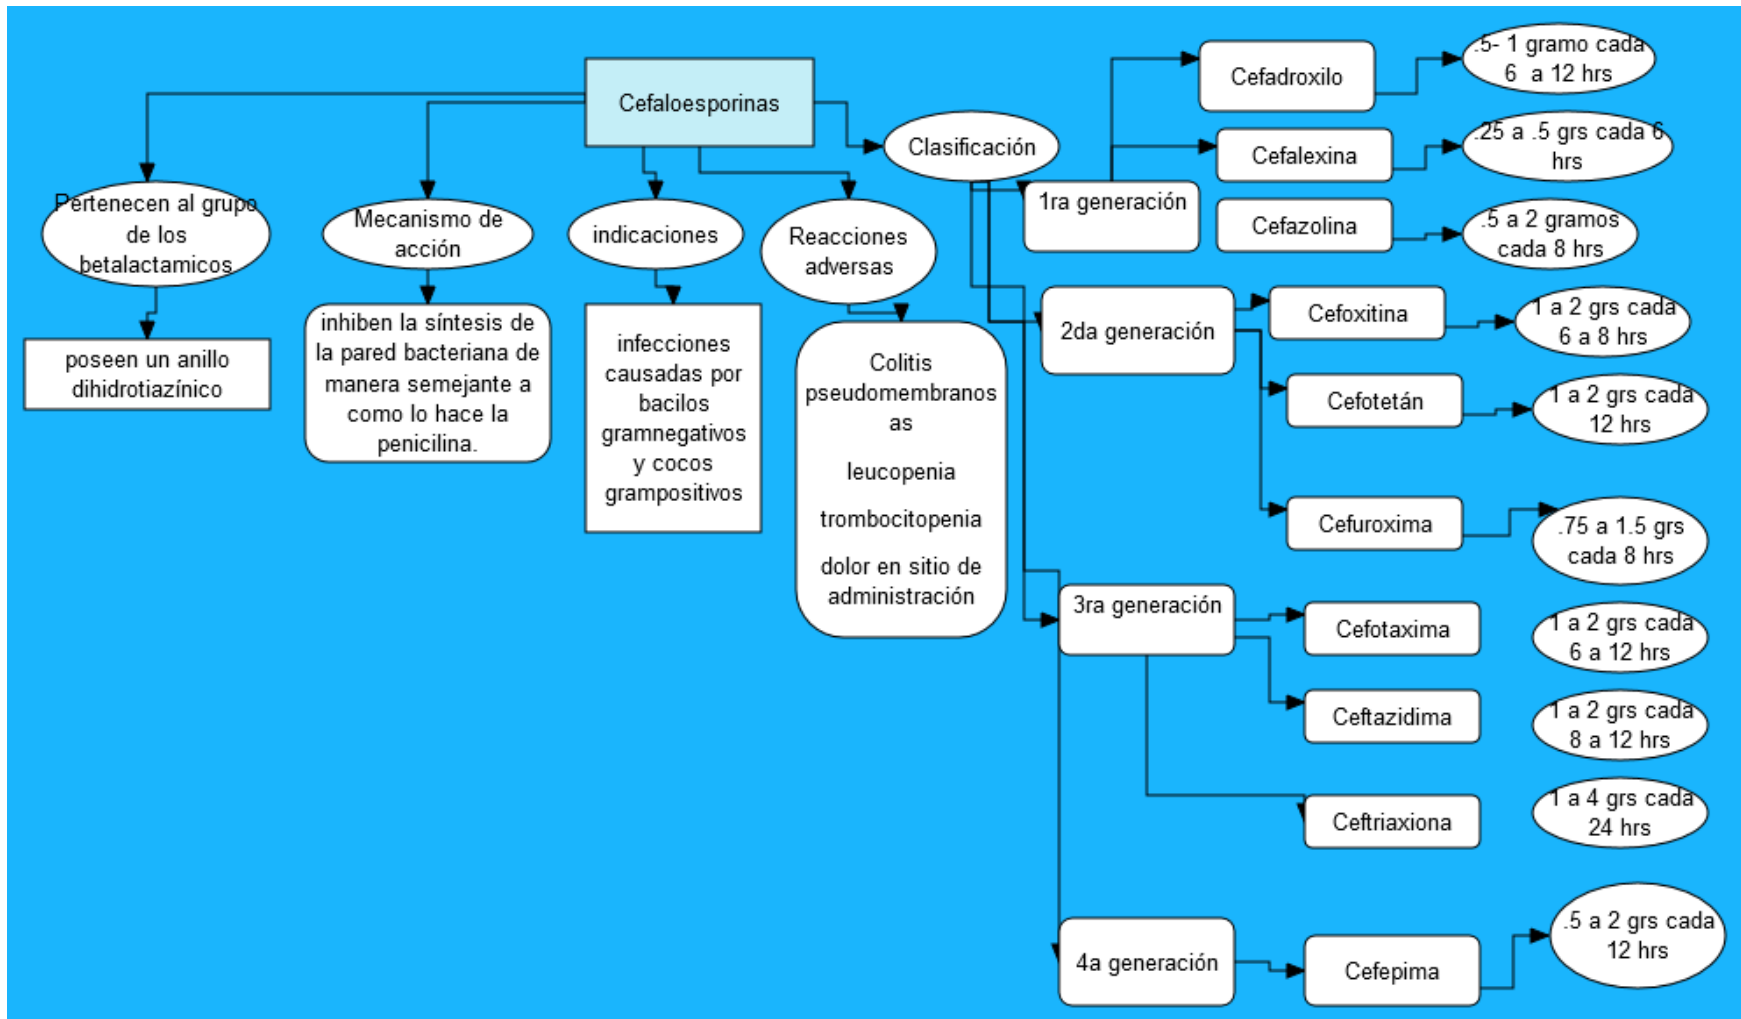 Cefaloesporinas
Pertenecen al grupo
de los
betalactamicos
poseen un anillo
dihidrotiazínico
Mecanismo de
acción
inhiben la síntesis de
la pared bacteriana de
manera semejante a
como lo hace la
penicilina.
indicaciones
infecciones
causadas por
bacilos
gramnegativos
y cocos
grampositivos
Reacciones
adversas
Colitis
pseudomembranos
as
leucopenia
trombocitopenia
dolor en sitio de
administración
Clasificación
1ra generación
Cefadroxilo
.5- 1 gramo cada
6 a 12 hrs
Cefalexina
.25 a .5 grs cada 6
hrs
Cefazolina
.5 a 2 gramos
cada 8 hrs
2da generación
Cefoxitina
1 a 2 grs cada
6 a 8 hrs
Cefotetán
1 a 2 grs cada
12 hrs
Cefuroxima
.75 a 1.5 grs
cada 8 hrs
3ra generación
Cefotaxima
1 a 2 grs cada
6 a 12 hrs
Ceftazidima
1 a 2 grs cada
8 a 12 hrs
Ceftriaxiona
1 a 4 grs cada
24 hrs
4a generación
Cefepima
.5 a 2 grs cada
12 hrs